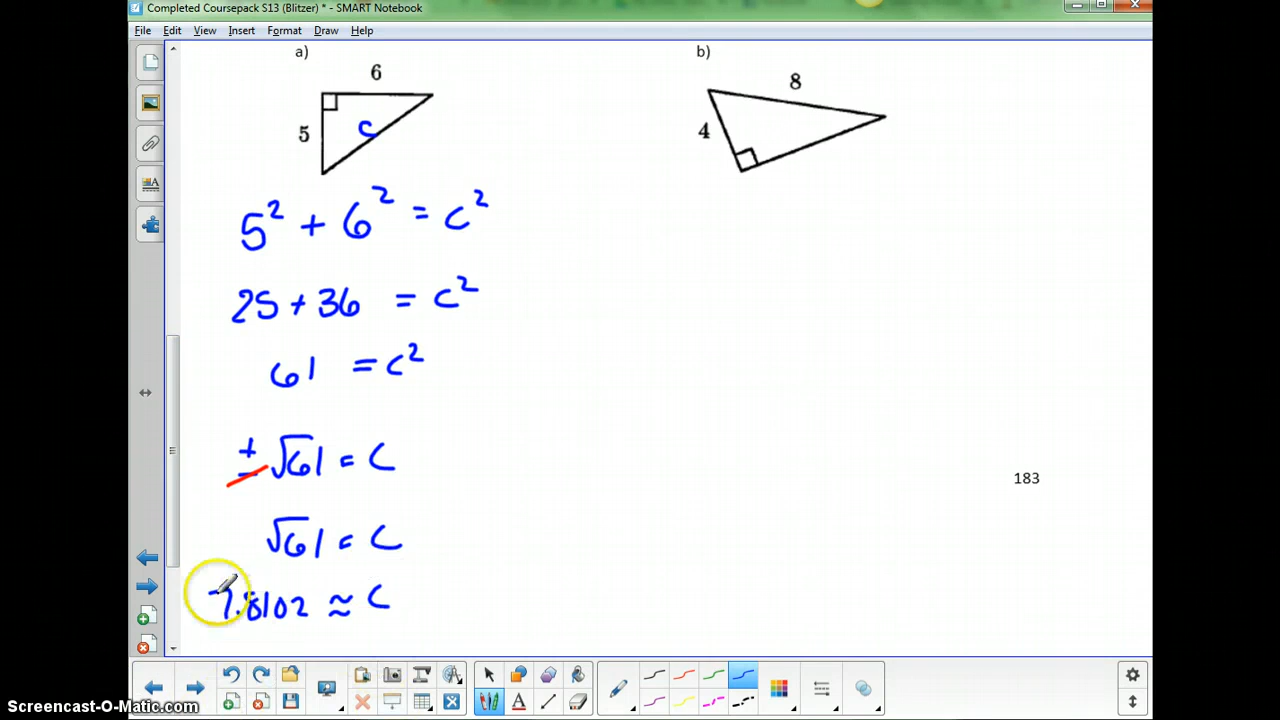 Completed Coursepack S13 (Blitzer) * - SMART Notebook
File Edit View Insert Format Draw Help
a)
b)
6
8
5
c
4
5² + 6² = c²
25 + 36 = c²
61 = c²
± √61 = c
183
√61 = c
7.8102 ≈ c
Screencast-O-Matic.com